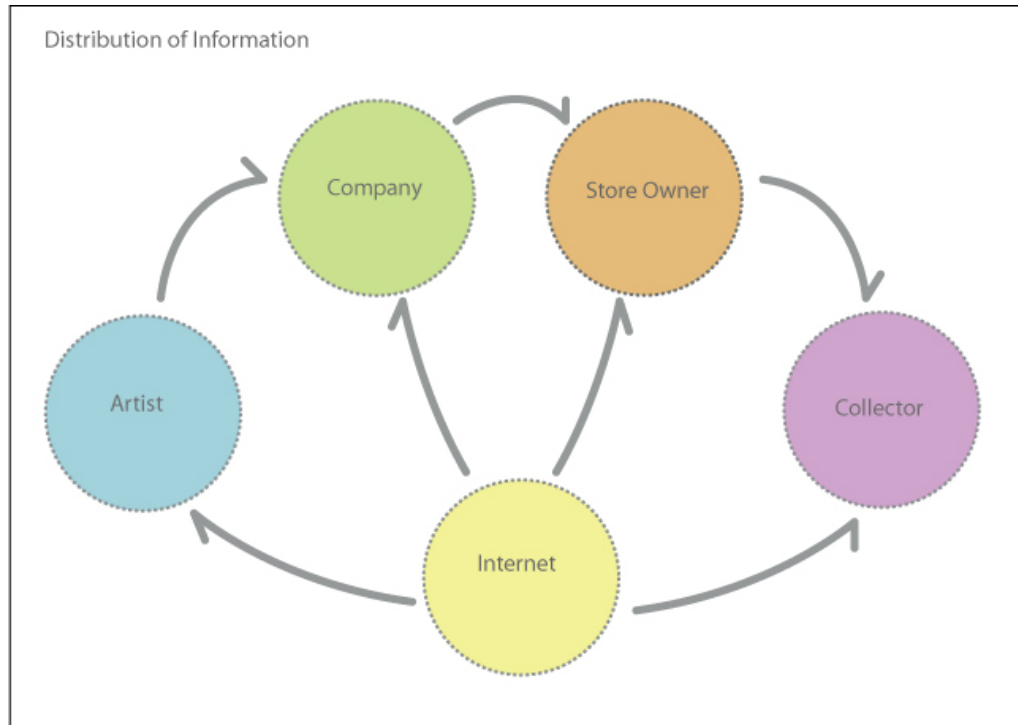 Distribution of Information
Company
Store Owner
Artist
Collector
Internet